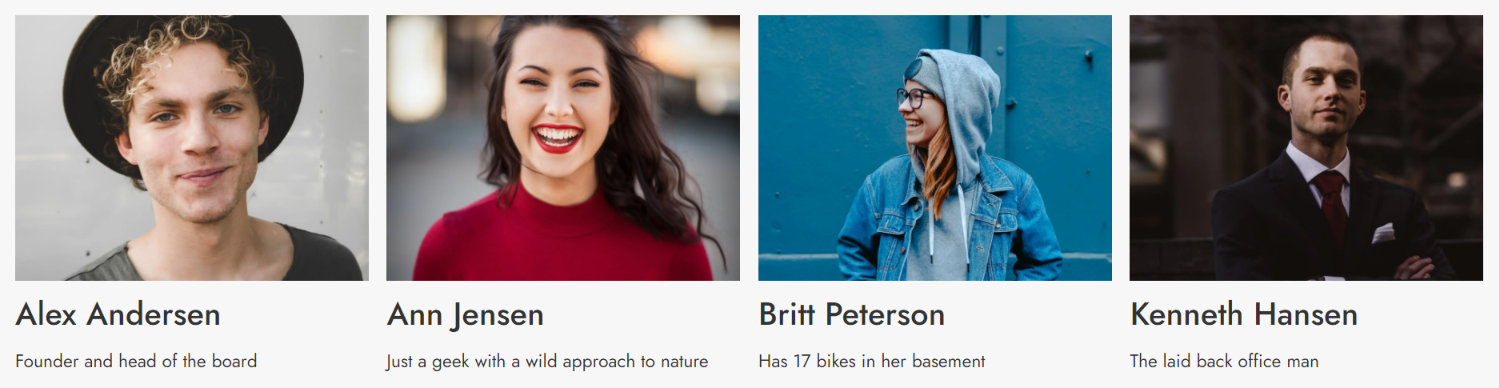 Alex Andersen
Ann Jensen
Britt Peterson
Kenneth Hansen
Founder and head of the board
Just a geek with a wild approach to nature
Has 17 bikes in her basement
The laid back office man